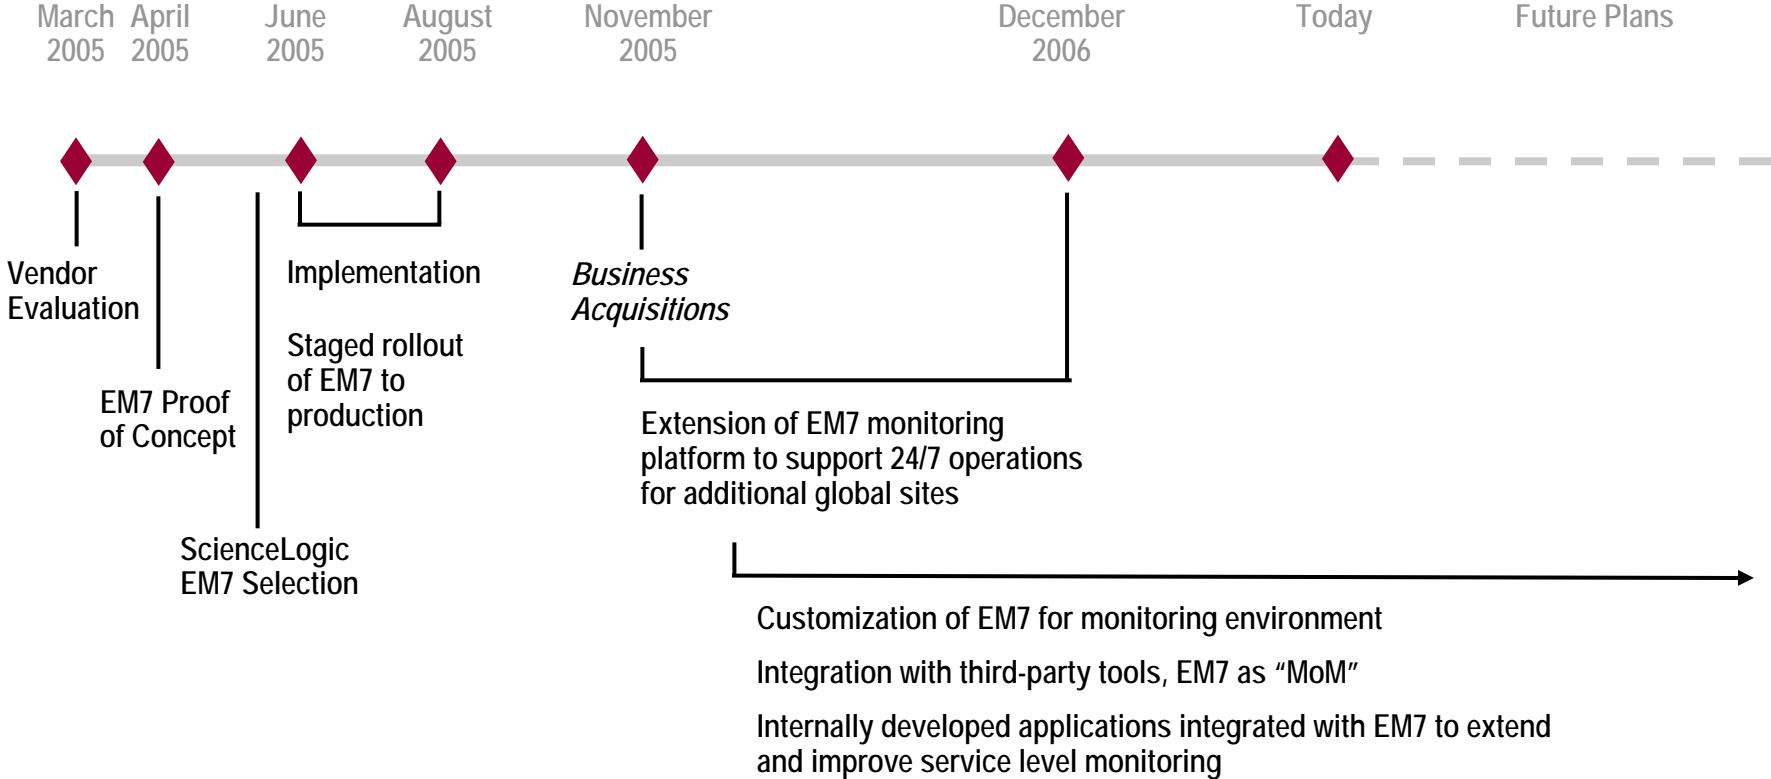 March
2005
April
2005
June
2005
August
2005
November
2005
December
2006
Today
Future Plans
Vendor
Evaluation
EM7 Proof
of Concept
ScienceLogic
EM7 Selection
Implementation
Staged rollout
of EM7 to
production
Business
Acquisitions
Extension of EM7 monitoring
platform to support 24/7 operations
for additional global sites
Customization of EM7 for monitoring environment
Integration with third-party tools, EM7 as “MoM”
Internally developed applications integrated with EM7 to extend
and improve service level monitoring